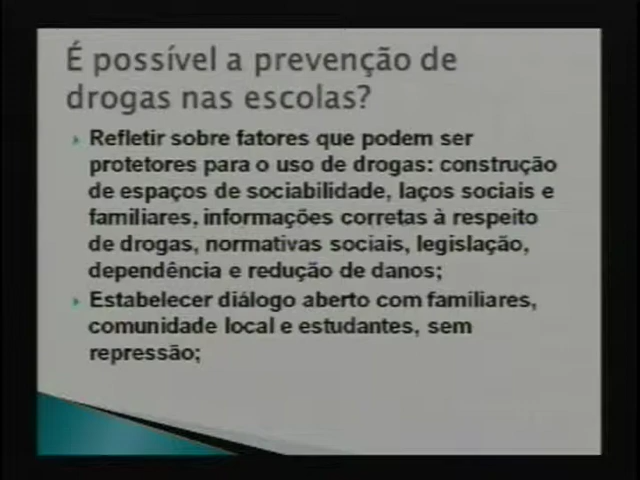 É possível a prevenção de
drogas nas escolas?
Refletir sobre fatores que podem ser
protetores para o uso de drogas: construção
de espaços de sociabilidade, laços sociais e
familiares, informações corretas à respeito
de drogas, normativas sociais, legislação,
dependência e redução de danos;
Estabelecer diálogo aberto com familiares,
comunidade local e estudantes, sem
repressão;